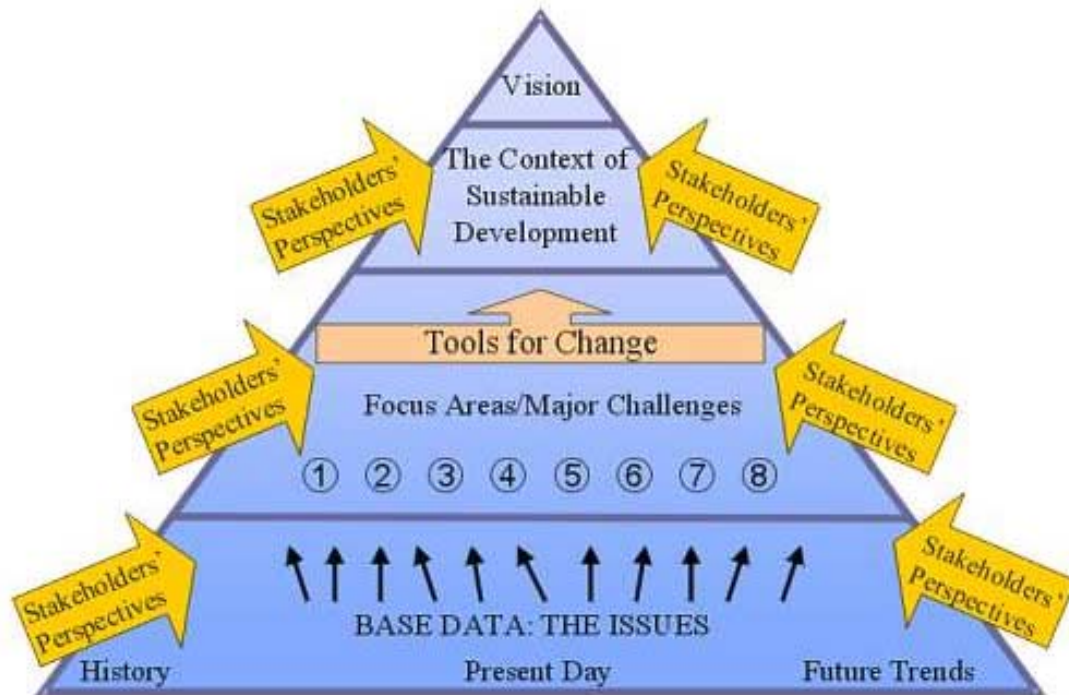 Vision
The Context of
Sustainable
Development
Stakeholders’
Perspectives
Stakeholders’
Perspectives
Tools for Change
Focus Areas/Major Challenges
① ② ③ ④ ⑤ ⑥ ⑦ ⑧
Stakeholders’
Perspectives
Stakeholders’
Perspectives
BASE DATA: THE ISSUES
History Present Day Future Trends
Stakeholders’
Perspectives
Stakeholders’
Perspectives